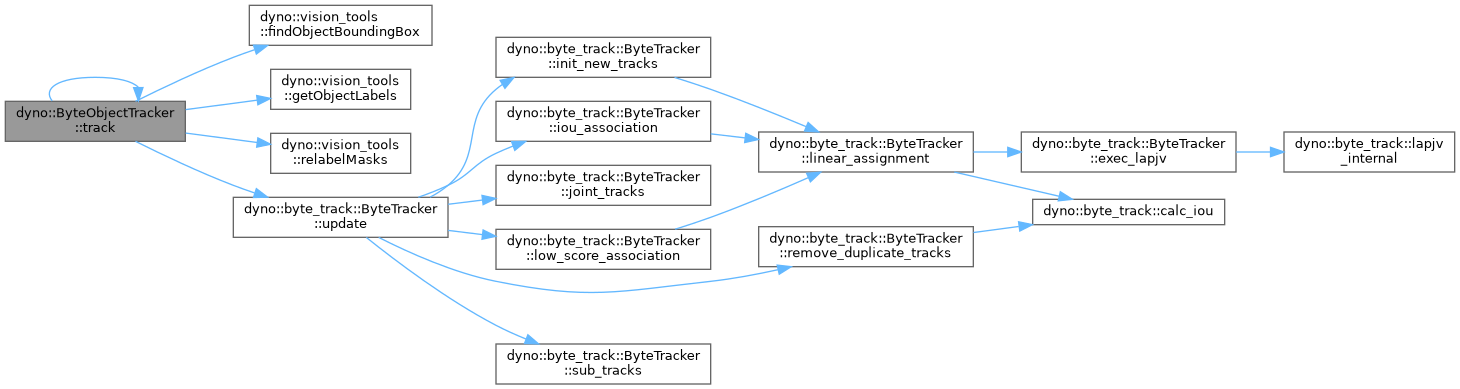 dyno::ByteObjectTracker
::track
dyno::vision_tools
::findObjectBoundingBox
dyno::vision_tools
::getObjectLabels
dyno::vision_tools
::relabelMasks
dyno::byte_track::ByteTracker
::update
dyno::byte_track::ByteTracker
::init_new_tracks
dyno::byte_track::ByteTracker
::iou_association
dyno::byte_track::ByteTracker
::joint_tracks
dyno::byte_track::ByteTracker
::low_score_association
dyno::byte_track::ByteTracker
::sub_tracks
dyno::byte_track::ByteTracker
::linear_assignment
dyno::byte_track::ByteTracker
::remove_duplicate_tracks
dyno::byte_track::ByteTracker
::exec_lapjv
dyno::byte_track::calc_iou
dyno::byte_track::lapjv
_internal